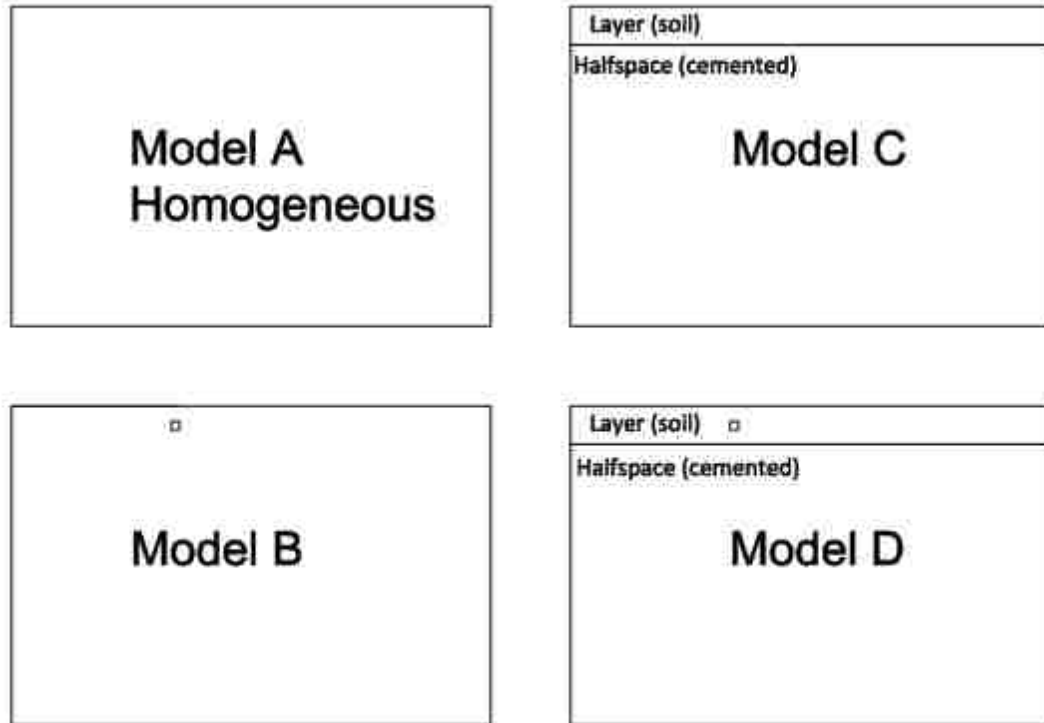 Model A
Homogeneous
Layer (soil)
Halfspace (cemented)
Model C
Model B
Layer (soil)
Halfspace (cemented)
Model D